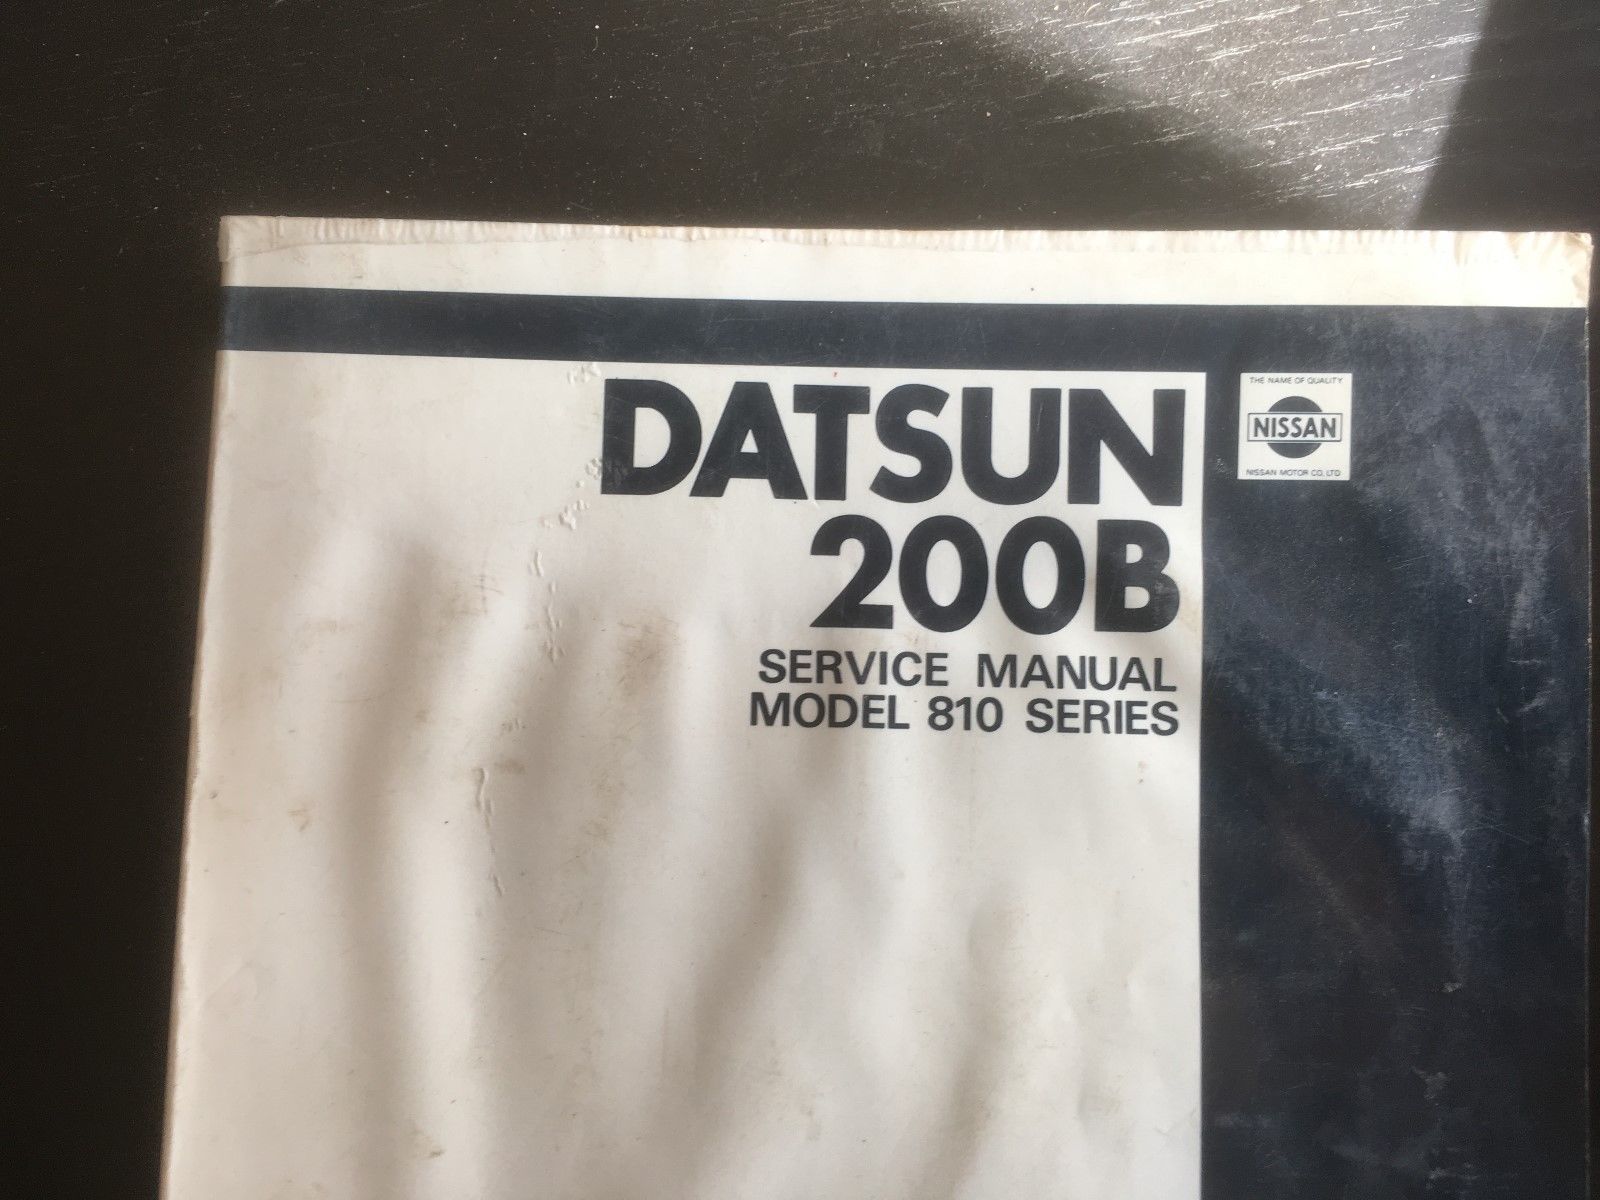 DATSUN
200B
SERVICE MANUAL
MODEL 810 SERIES
THE NAME OF QUALITY
NISSAN
NISSAN MOTOR CO., LTD